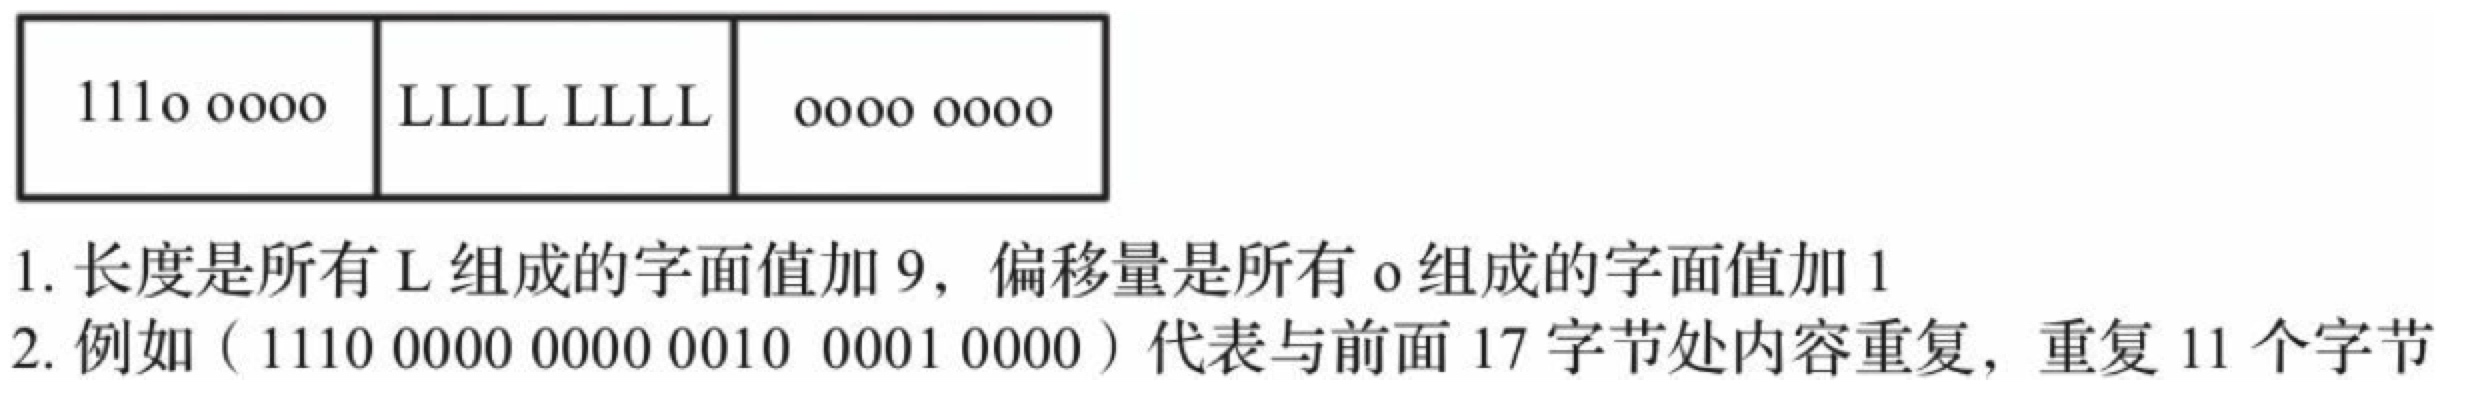 111o oooo LLLL LLLL oooo oooo
1. 长度是所有 L 组成的字面值加 9，偏移量是所有 o 组成的字面值加 1
2. 例如（1110 0000 0000 0010 0001 0000）代表与前面 17 字节处内容重复，重复 11 个字节